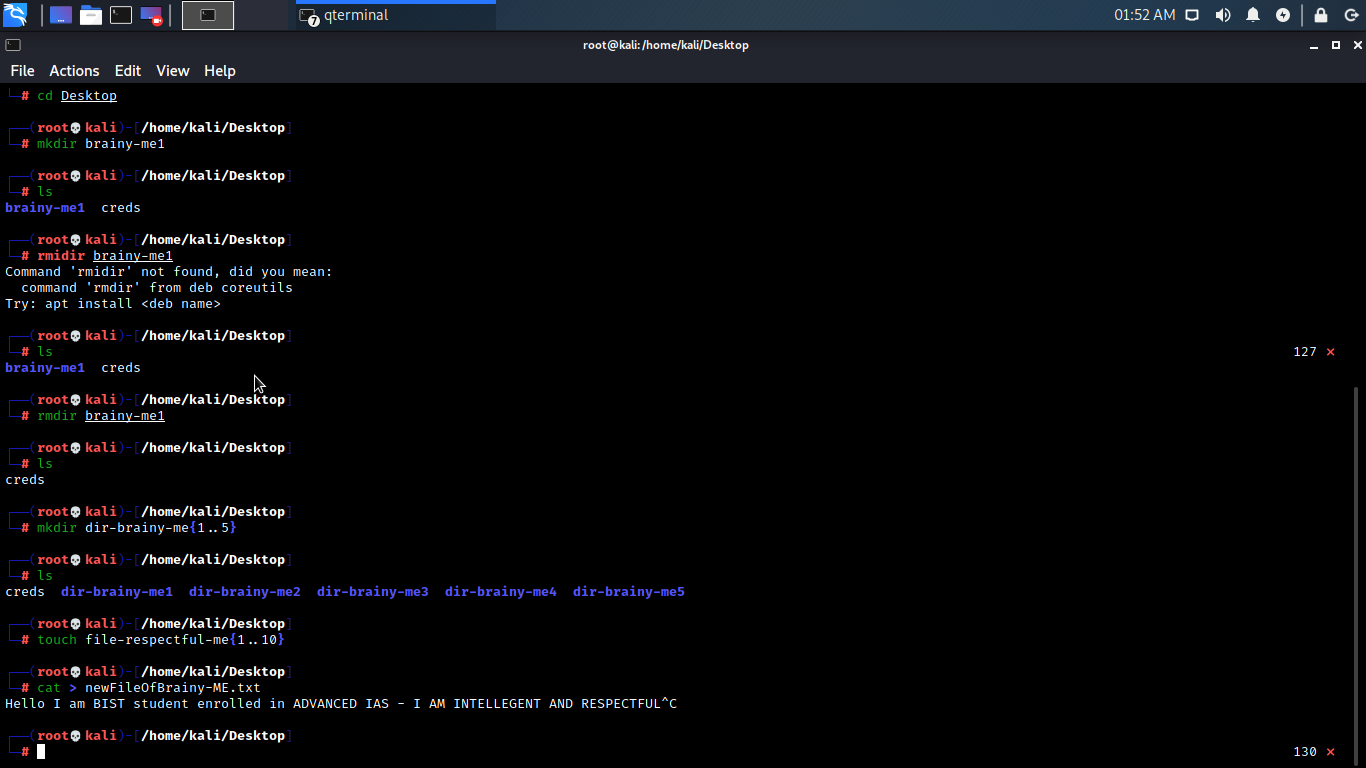 7 qterminal 01:52 AM
root@kali:/home/kali/Desktop
File Actions Edit View Help
└─# cd Desktop
┌──(root💀kali)-[/home/kali/Desktop]
└─# mkdir brainy-me1
┌──(root💀kali)-[/home/kali/Desktop]
└─# ls
brainy-me1  creds
┌──(root💀kali)-[/home/kali/Desktop]
└─# rmidir brainy-me1
Command 'rmidir' not found, did you mean:
  command 'rmdir' from deb coreutils
Try: apt install <deb name>
┌──(root💀kali)-[/home/kali/Desktop]
└─# ls 127 ⨯
brainy-me1  creds
┌──(root💀kali)-[/home/kali/Desktop]
└─# rmdir brainy-me1
┌──(root💀kali)-[/home/kali/Desktop]
└─# ls
creds
┌──(root💀kali)-[/home/kali/Desktop]
└─# mkdir dir-brainy-me{1..5}
┌──(root💀kali)-[/home/kali/Desktop]
└─# ls
creds  dir-brainy-me1  dir-brainy-me2  dir-brainy-me3  dir-brainy-me4  dir-brainy-me5
┌──(root💀kali)-[/home/kali/Desktop]
└─# touch file-respectful-me{1..10}
┌──(root💀kali)-[/home/kali/Desktop]
└─# cat > newFileOfBrainy-ME.txt
Hello I am BIST student enrolled in ADVANCED IAS - I AM INTELLEGENT AND RESPECTFUL^C
┌──(root💀kali)-[/home/kali/Desktop]
└─# 130 ⨯